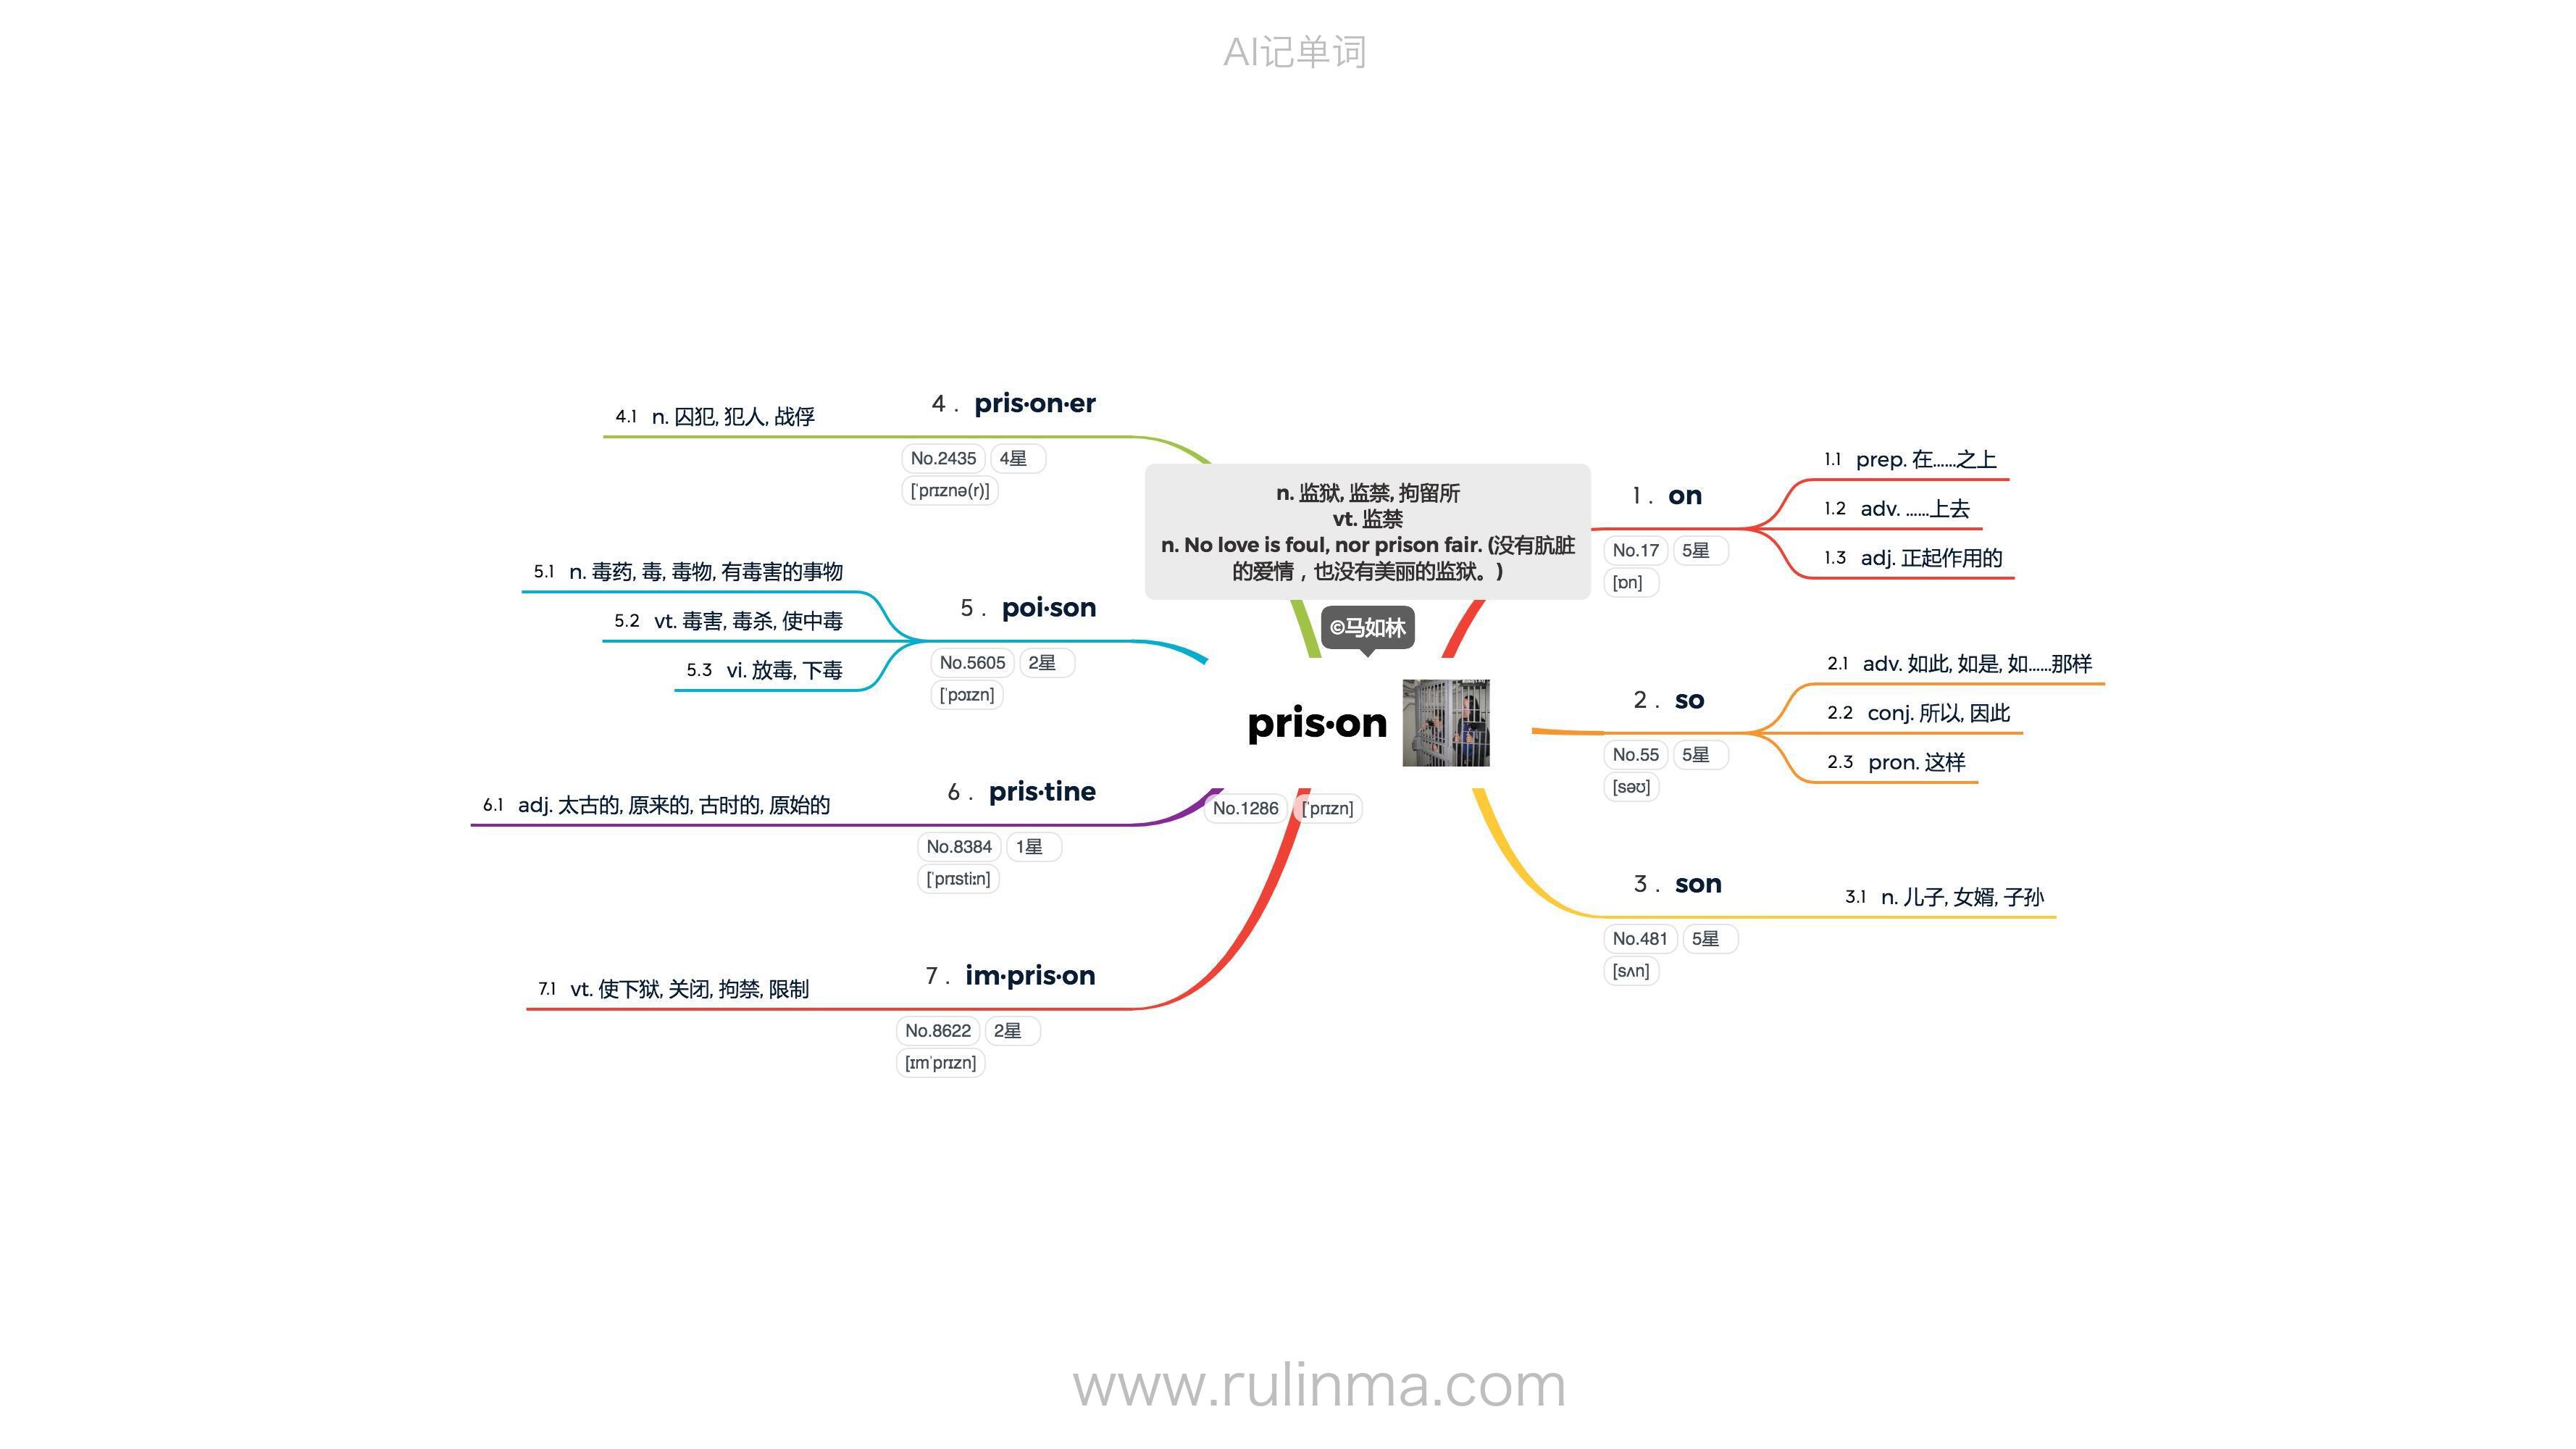 AI记单词
n. 监狱, 监禁, 拘留所
vt. 监禁
n. No love is foul, nor prison fair. (没有肮脏
的爱情，也没有美丽的监狱。)
©马如林
pris·on
No.1286 [ˈprɪzn]
1 . on
No.17 5星
[ɒn]
1.1 prep. 在……之上
1.2 adv. ……上去
1.3 adj. 正起作用的
2 . so
No.55 5星
[səʊ]
2.1 adv. 如此, 如是, 如……那样
2.2 conj. 所以, 因此
2.3 pron. 这样
3 . son
No.481 5星
[sʌn]
3.1 n. 儿子, 女婿, 子孙
4 . pris·on·er
No.2435 4星
[ˈprɪznə(r)]
4.1 n. 囚犯, 犯人, 战俘
5 . poi·son
No.5605 2星
[ˈpɔɪzn]
5.1 n. 毒药, 毒, 毒物, 有毒害的事物
5.2 vt. 毒害, 毒杀, 使中毒
5.3 vi. 放毒, 下毒
6 . pris·tine
No.8384 1星
[ˈprɪstiːn]
6.1 adj. 太古的, 原来的, 古时的, 原始的
7 . im·pris·on
No.8622 2星
[ɪmˈprɪzn]
7.1 vt. 使下狱, 关闭, 拘禁, 限制
www.rulinma.com